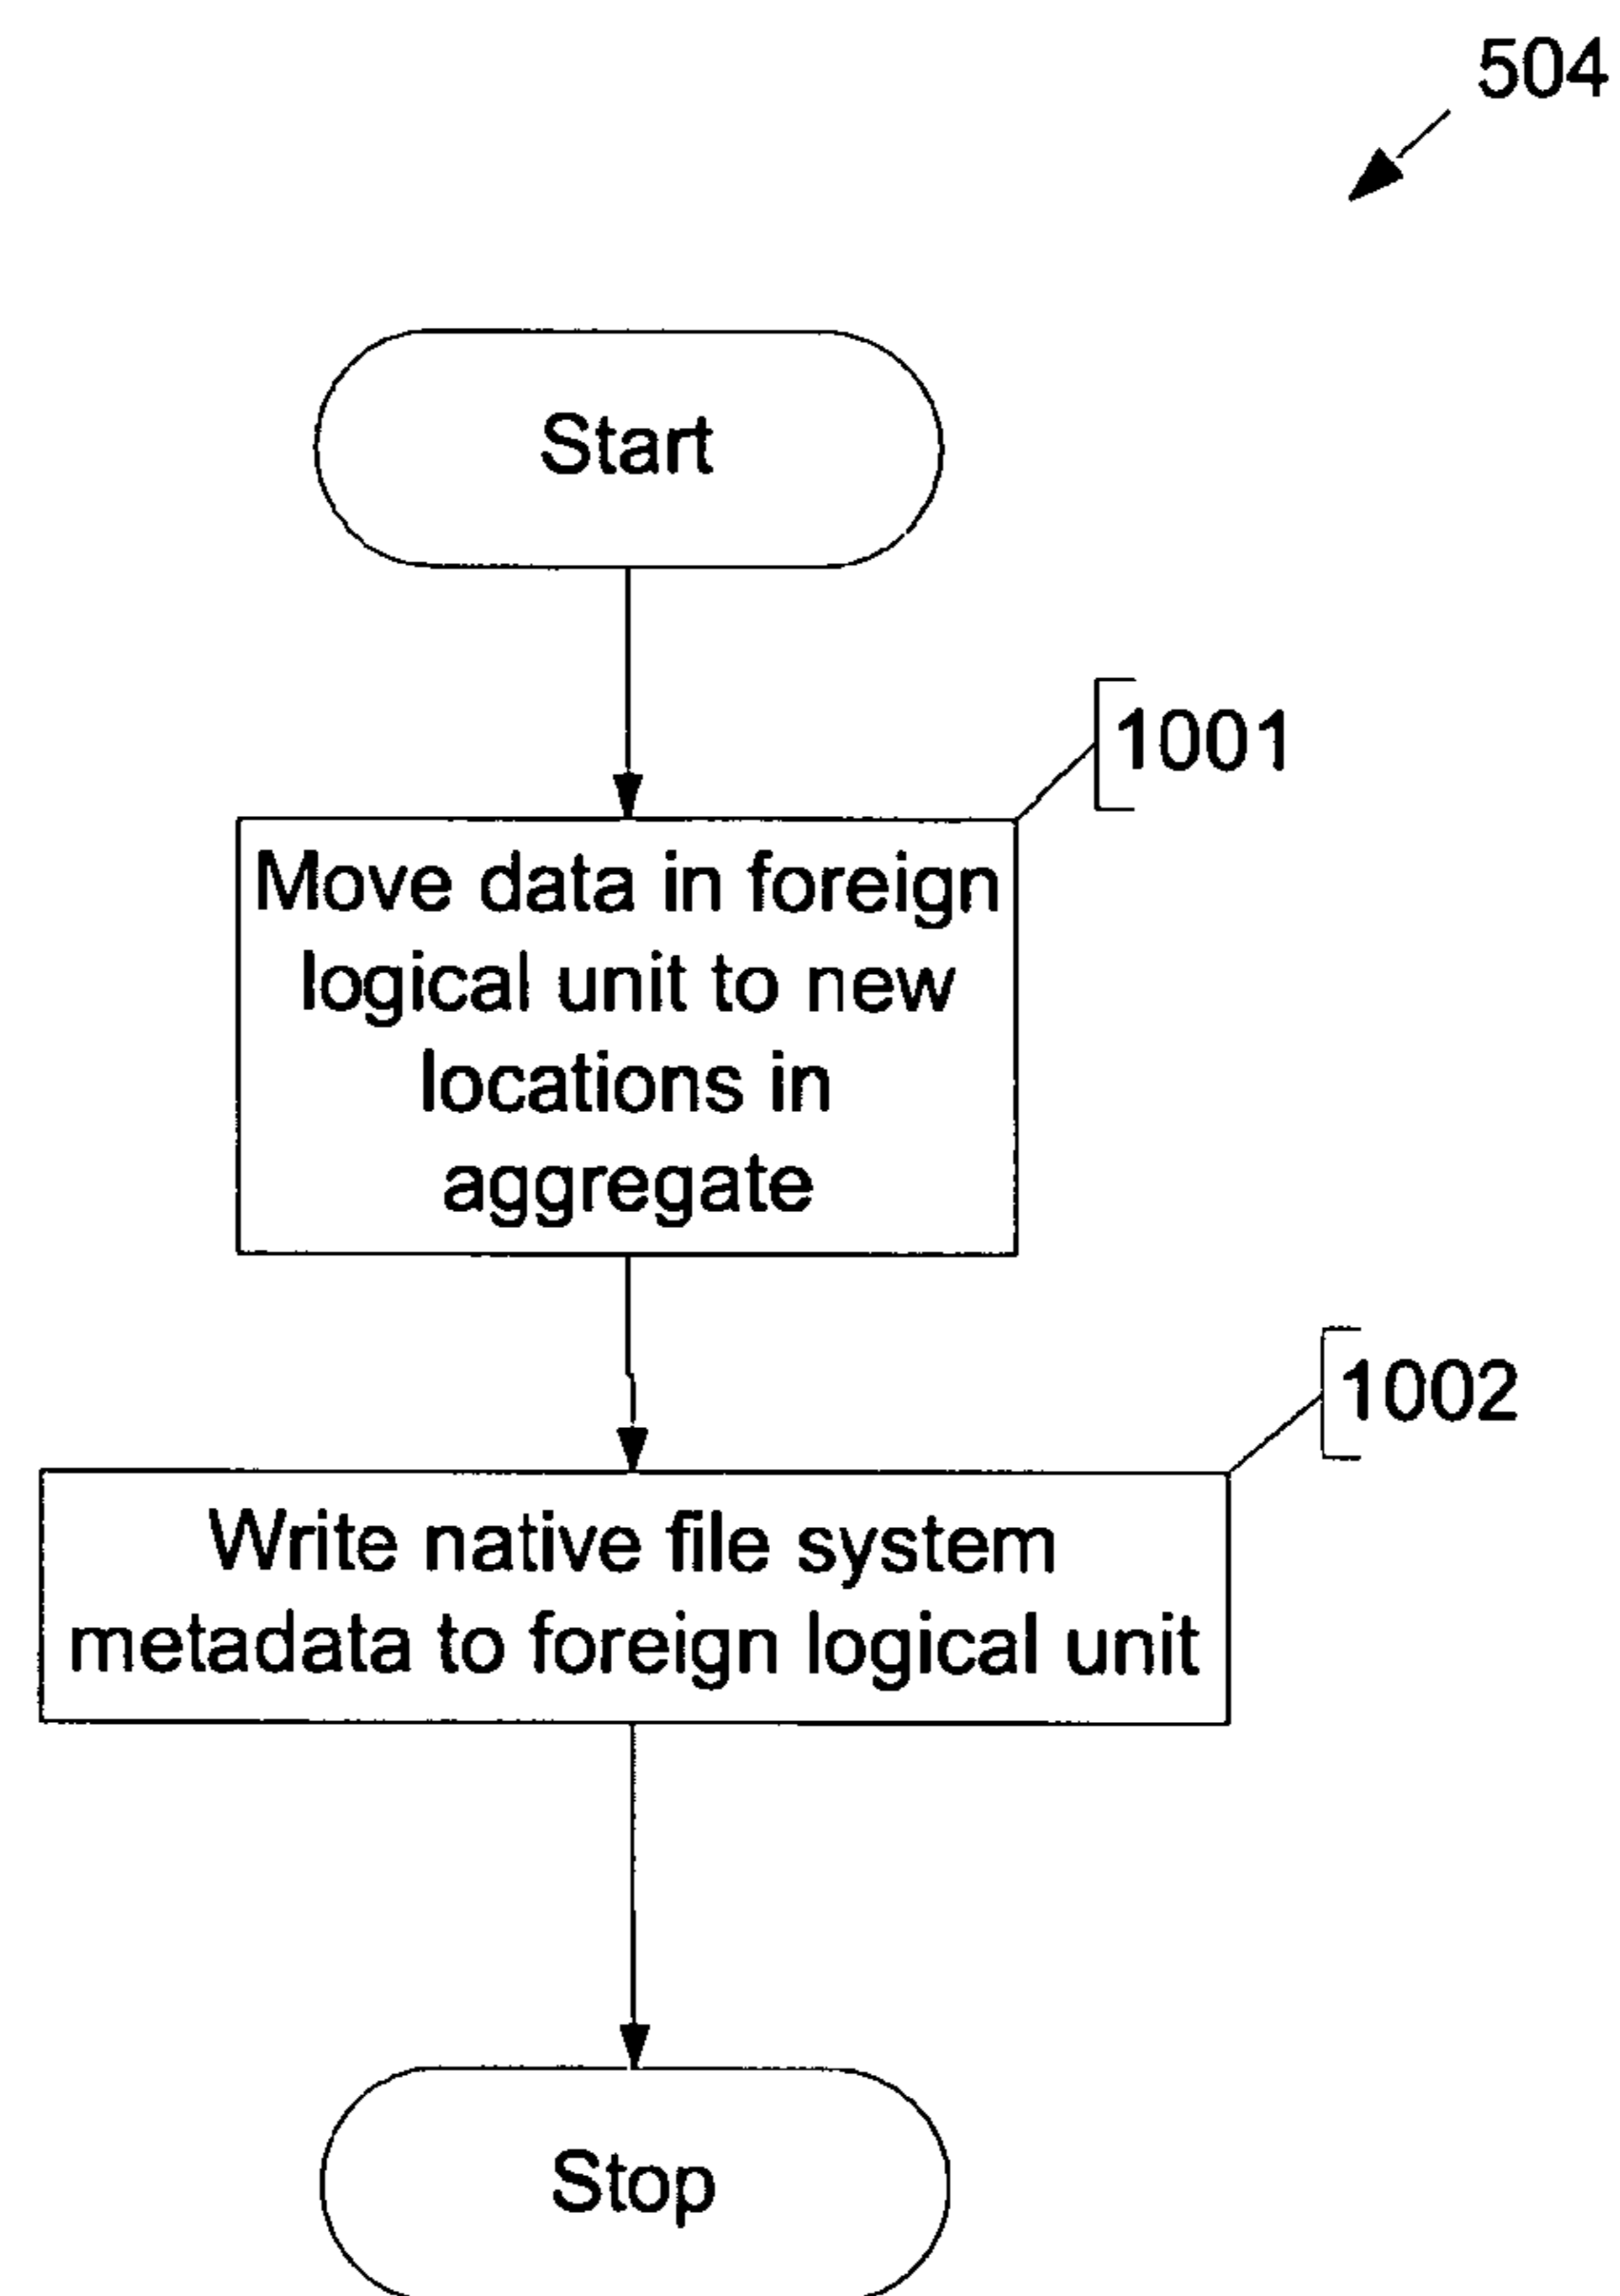 504
Start
1001
Move data in foreign
logical unit to new
locations in
aggregate
1002
Write native file system
metadata to foreign logical unit
Stop